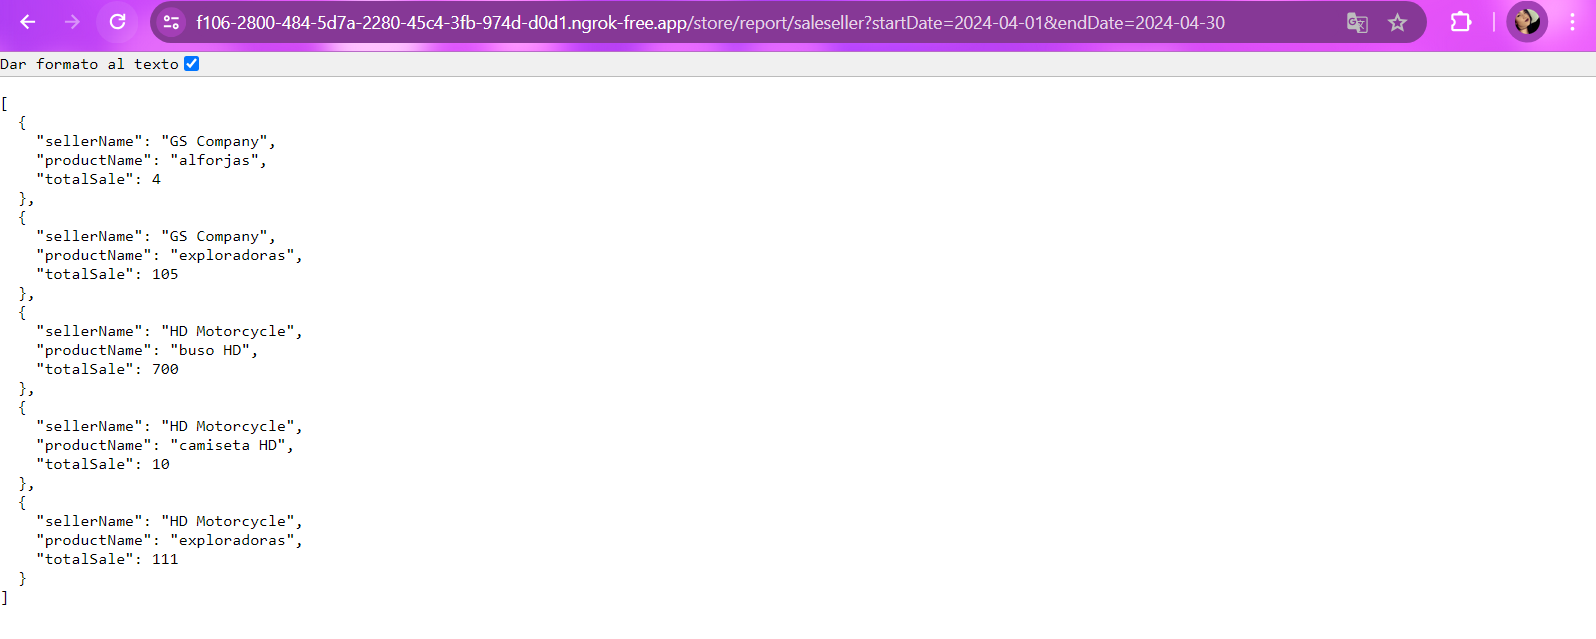 f106-2800-484-5d7a-2280-45c4-3fb-974d-d0d1.ngrok-free.app/store/report/saleseller?startDate=2024-04-01&endDate=2024-04-30
Dar formato al texto
[
  {
    "sellerName": "GS Company",
    "productName": "alforjas",
    "totalSale": 4
  },
  {
    "sellerName": "GS Company",
    "productName": "exploradoras",
    "totalSale": 105
  },
  {
    "sellerName": "HD Motorcycle",
    "productName": "buso HD",
    "totalSale": 700
  },
  {
    "sellerName": "HD Motorcycle",
    "productName": "camiseta HD",
    "totalSale": 10
  },
  {
    "sellerName": "HD Motorcycle",
    "productName": "exploradoras",
    "totalSale": 111
  }
]